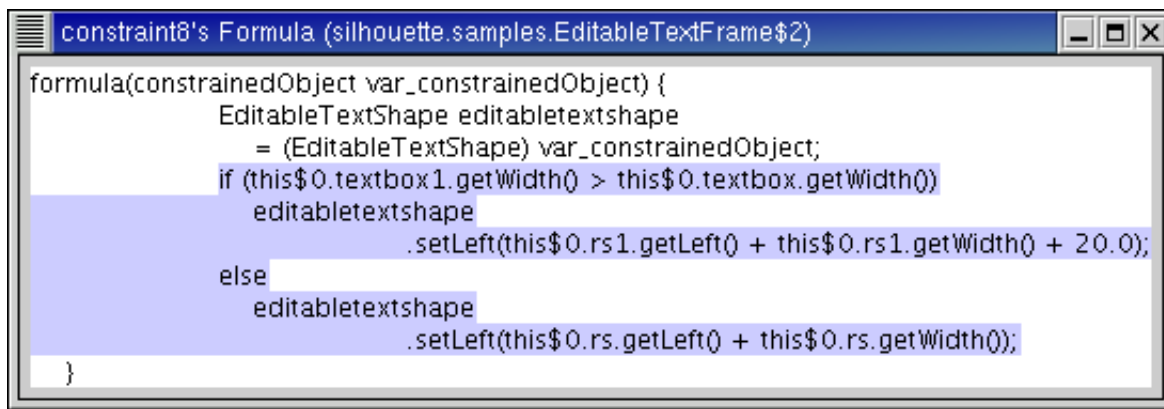 constraint8's Formula (silhouette.samples.EditableTextFrame$2)
formula(constrainedObject var_constrainedObject) {
EditableTextShape editabletextshape
= (EditableTextShape) var_constrainedObject;
if (this$0.textbox1.getWidth() > this$0.textbox.getWidth())
editabletextshape
.setLeft(this$0.rs1.getLeft() + this$0.rs1.getWidth() + 20.0);
else
editabletextshape
.setLeft(this$0.rs.getLeft() + this$0.rs.getWidth());
}